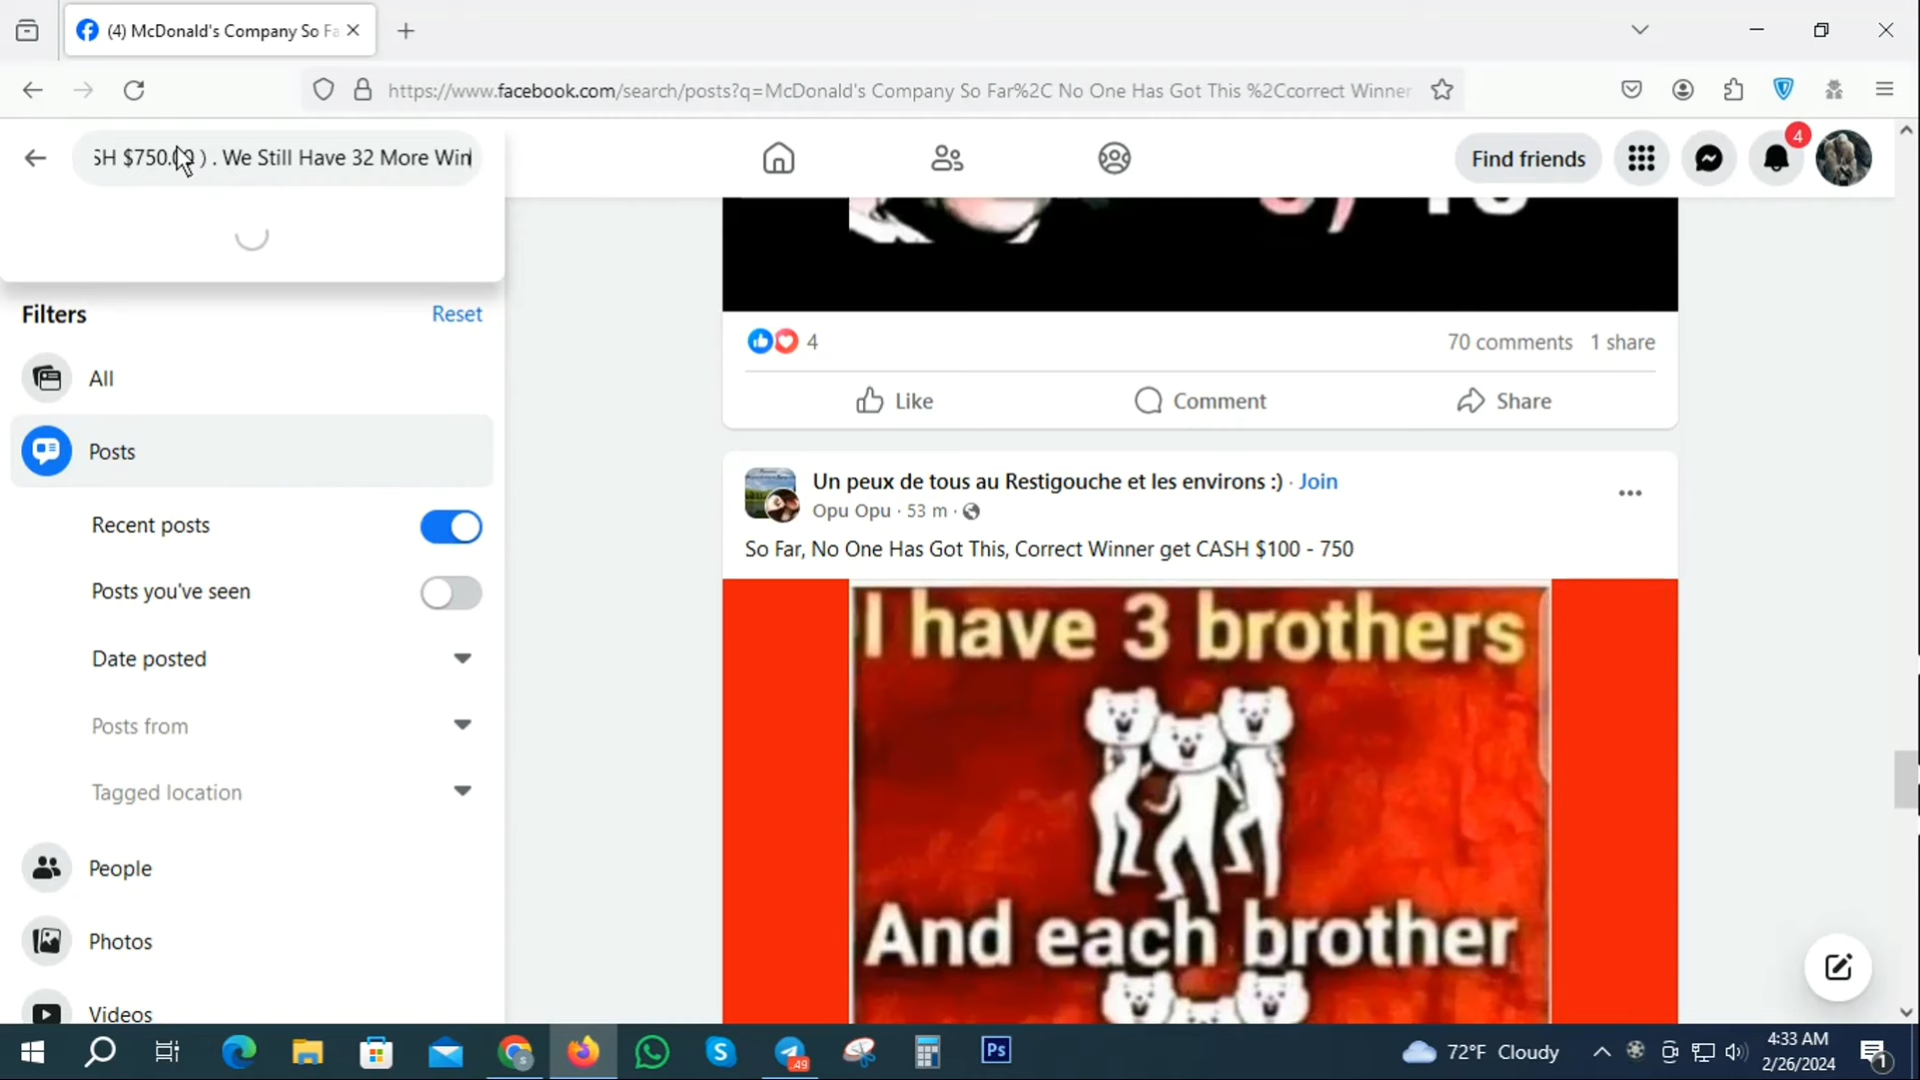 (4) McDonald's Company So Fa
https://www.facebook.com/search/posts?q=McDonald's Company So Far%2C No One Has Got This %2Ccorrect Winner
SH $750.00 ) . We Still Have 32 More Win
Find friends
4
Filters
Reset
All
Posts
Recent posts
Posts you've seen
Date posted
Posts from
Tagged location
People
Photos
Videos
4
70 comments 1 share
Like
Comment
Share
Un peux de tous au Restigouche et les environs :) · Join
Opu Opu · 53 m ·
So Far, No One Has Got This, Correct Winner get CASH $100 - 750
I have 3 brothers
And each brother
49
Ps
72°F Cloudy
4:33 AM
2/26/2024
1